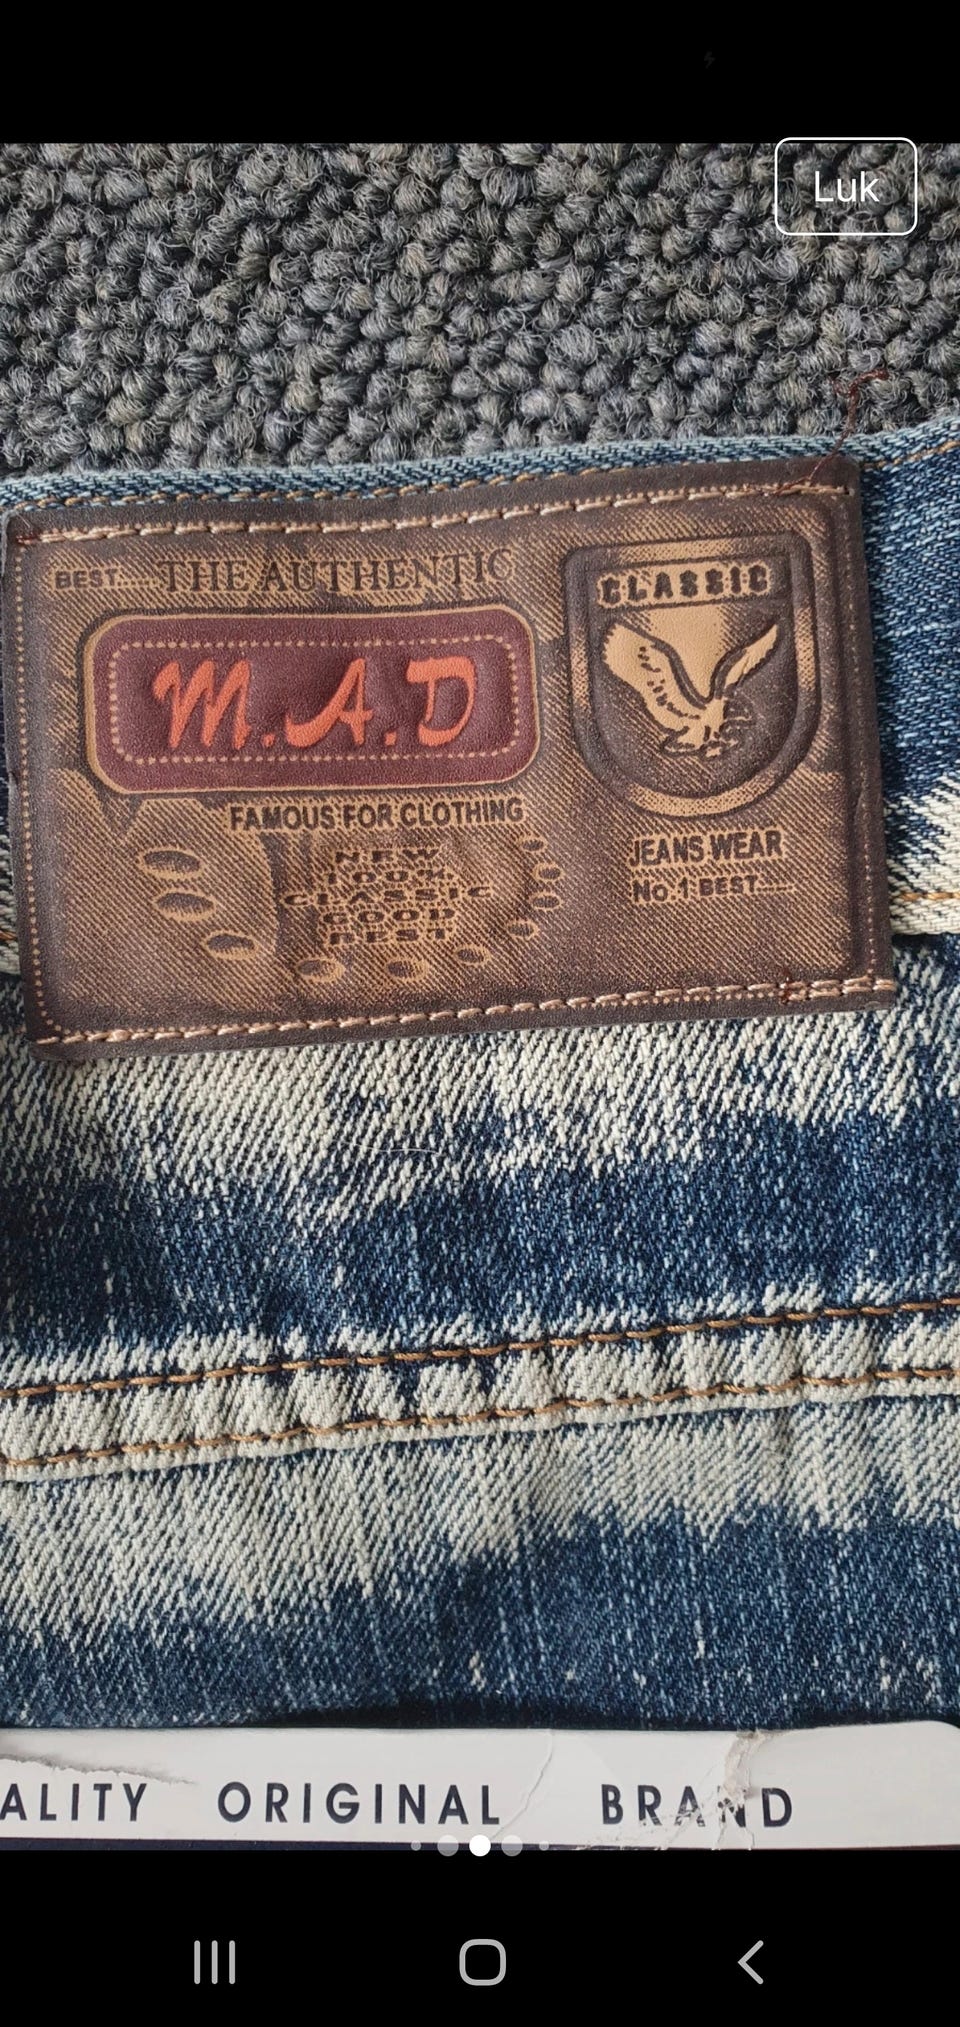 Luk
BEST..... THE AUTHENTIC
CLASSIC
M.A.D
FAMOUS FOR CLOTHING
NEW
100%
CLASSIC
GOOD
BEST
JEANS WEAR
No.1 BEST.....
ALITY ORIGINAL BRAND